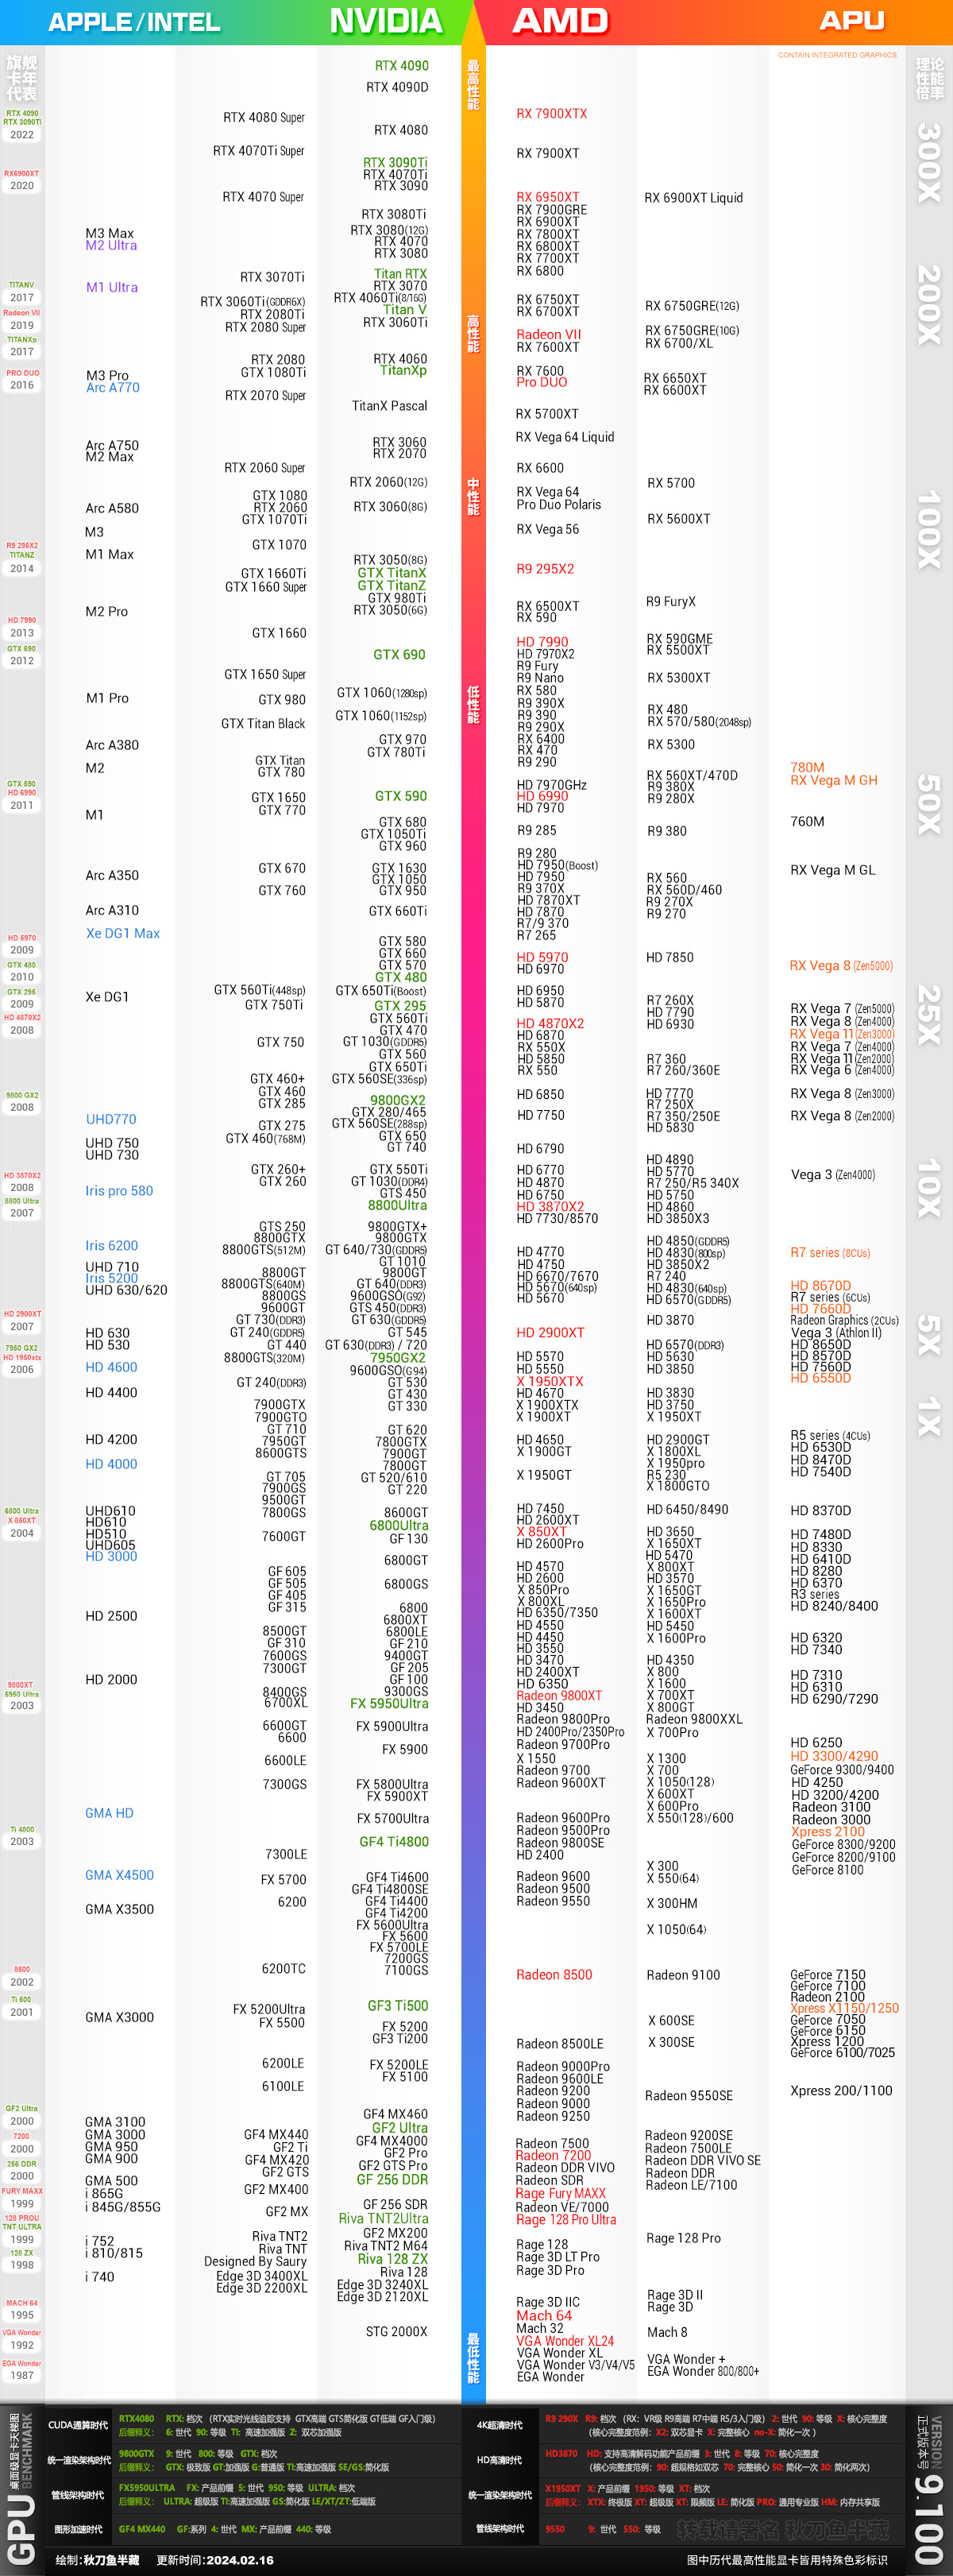 APPLE/INTEL
NVIDIA
AMD
APU
旗舰
卡年
代表
RTX 4090
RTX 3090Ti
2022
RX6900XT
2020
TITANV
2017
Radeon VII
2019
TITANXp
2017
PRO DUO
2016
R9 295X2
TITANZ
2014
HD 7990
2013
GTX 690
2012
GTX 590
HD 6990
2011
HD 5970
2009
GTX 480
2010
GTX 295
2009
HD 4870X2
2008
9800 GX2
2008
HD 3870X2
2008
8800 Ultra
2007
HD 2900XT
2007
7950 GX2
HD 1950xtx
2006
6800 Ultra
X 850XT
2004
9800XT
5950 Ultra
2003
Ti 4800
2003
8500
2002
Ti 500
2001
GF2 Ultra
2000
7200
2000
256 DDR
2000
FURY MAXX
1999
128 PROU
TNT ULTRA
1999
128 ZX
1998
MACH 64
1995
VGA Wonder
1992
EGA Wonder
1987
M3 Max
M2 Ultra
M1 Ultra
M3 Pro
Arc A770
Arc A750
M2 Max
Arc A580
M3
M1 Max
M2 Pro
M1 Pro
Arc A380
M2
M1
Arc A350
Arc A310
Xe DG1 Max
Xe DG1
UHD770
UHD 750
UHD 730
Iris pro 580
Iris 6200
UHD 710
Iris 5200
UHD 630/620
HD 630
HD 530
HD 4600
HD 4400
HD 4200
HD 4000
UHD610
HD610
HD510
UHD605
HD 3000
HD 2500
HD 2000
GMA HD
GMA X4500
GMA X3500
GMA X3000
GMA 3100
GMA 3000
GMA 950
GMA 900
GMA 500
i 865G
i 845G/855G
i 752
i 810/815
i 740
RTX 4080 Super
RTX 4070Ti Super
RTX 4070 Super
RTX 3070Ti
RTX 3060Ti(GDDR6X)
RTX 2080Ti
RTX 2080 Super
RTX 2080
GTX 1080Ti
RTX 2070 Super
RTX 2060 Super
GTX 1080
RTX 2060
GTX 1070Ti
GTX 1070
GTX 1660Ti
GTX 1660 Super
GTX 1660
GTX 1650 Super
GTX 980
GTX Titan Black
GTX Titan
GTX 780
GTX 1650
GTX 770
GTX 670
GTX 760
GTX 560Ti(448sp)
GTX 750Ti
GTX 750
GTX 460+
GTX 460
GTX 285
GTX 275
GTX 460(768M)
GTX 260+
GTX 260
GTS 250
8800GTX
8800GTS(512M)
8800GT
8800GTS(640M)
8800GS
9600GT
GT 730(DDR3)
GT 240(GDDR5)
GT 440
8800GTS(320M)
GT 240(DDR3)
7900GTX
7900GTO
GT 710
7950GT
8600GTS
GT 705
7900GS
9500GT
7800GS
7600GT
GF 605
GF 505
GF 405
GF 315
8500GT
GF 310
7600GS
7300GT
8400GS
6700XL
6600GT
6600
6600LE
7300GS
7300LE
FX 5700
6200
6200TC
FX 5200Ultra
FX 5500
6200LE
6100LE
GF4 MX440
GF2 Ti
GF4 MX420
GF2 GTS
GF2 MX400
GF2 MX
Riva TNT2
Riva TNT
Designed By Saury
Edge 3D 3400XL
Edge 3D 2200XL
RTX 4090
RTX 4090D
RTX 4080
RTX 3090Ti
RTX 4070Ti
RTX 3090
RTX 3080Ti
RTX 3080(12G)
RTX 4070
RTX 3080
Titan RTX
RTX 3070
RTX 4060Ti(8/16G)
Titan V
RTX 3060Ti
RTX 4060
TitanXp
TitanX Pascal
RTX 3060
RTX 2070
RTX 2060(12G)
RTX 3060(8G)
RTX 3050(8G)
GTX TitanX
GTX TitanZ
GTX 980Ti
RTX 3050(6G)
GTX 690
GTX 1060(1280sp)
GTX 1060(1152sp)
GTX 970
GTX 780Ti
GTX 590
GTX 680
GTX 1050Ti
GTX 960
GTX 1630
GTX 1050
GTX 950
GTX 660Ti
GTX 580
GTX 660
GTX 570
GTX 480
GTX 650Ti(Boost)
GTX 295
GTX 560Ti
GTX 470
GT 1030(GDDR5)
GTX 560
GTX 650Ti
GTX 560SE(336sp)
9800GX2
GTX 280/465
GTX 560SE(288sp)
GTX 650
GT 740
GTX 550Ti
GT 1030(DDR4)
GTS 450
8800Ultra
9800GTX+
9800GTX
GT 640/730(GDDR5)
GT 1010
9800GT
GT 640(DDR3)
9600GSO(G92)
GTS 450(DDR3)
GT 630(GDDR5)
GT 545
GT 630(DDR3) / 720
7950GX2
9600GSO(G94)
GT 530
GT 430
GT 330
GT 620
7800GTX
7900GT
7800GT
GT 520/610
GT 220
8600GT
6800Ultra
GF 130
6800GT
6800GS
6800
6800XT
6800LE
GF 210
9400GT
GF 205
GF 100
9300GS
FX 5950Ultra
FX 5900Ultra
FX 5900
FX 5800Ultra
FX 5900XT
FX 5700Ultra
GF4 Ti4800
GF4 Ti4600
GF4 Ti4800SE
GF4 Ti4400
GF4 Ti4200
FX 5600Ultra
FX 5600
FX 5700LE
7200GS
7100GS
GF3 Ti500
FX 5200
GF3 Ti200
FX 5200LE
FX 5100
GF4 MX460
GF2 Ultra
GF4 MX4000
GF2 Pro
GF2 GTS Pro
GF 256 DDR
GF 256 SDR
Riva TNT2Ultra
GF2 MX200
Riva TNT2 M64
Riva 128 ZX
Riva 128
Edge 3D 3240XL
Edge 3D 2120XL
STG 2000X
最高性能
高性能
中性能
低性能
最低性能
RX 7900XTX
RX 7900XT
RX 6950XT
RX 7900GRE
RX 6900XT
RX 7800XT
RX 6800XT
RX 7700XT
RX 6800
RX 6750XT
RX 6700XT
Radeon VII
RX 7600XT
RX 7600
Pro DUO
RX 5700XT
RX Vega 64 Liquid
RX 6600
RX Vega 64
Pro Duo Polaris
RX Vega 56
R9 295X2
RX 6500XT
RX 590
HD 7990
HD 7970X2
R9 Fury
R9 Nano
RX 580
R9 390X
R9 390
R9 290X
RX 6400
RX 470
R9 290
HD 7970GHz
HD 6990
HD 7970
R9 285
R9 280
HD 7950(Boost)
HD 7950
R9 370X
HD 7870XT
HD 7870
R7/9 370
R7 265
HD 5970
HD 6970
HD 6950
HD 5870
HD 4870X2
HD 6870
RX 550X
HD 5850
RX 550
HD 6850
HD 7750
HD 6790
HD 6770
HD 4870
HD 6750
HD 3870X2
HD 7730/8570
HD 4770
HD 4750
HD 6670/7670
HD 5670(640sp)
HD 5670
HD 2900XT
HD 5570
HD 5550
X 1950XTX
HD 4670
X 1900XTX
X 1900XT
HD 4650
X 1900GT
X 1950GT
HD 7450
HD 2600XT
X 850XT
HD 2600Pro
HD 4570
HD 2600
X 850Pro
X 800XL
HD 6350/7350
HD 4550
HD 4450
HD 3550
HD 3470
HD 2400XT
HD 6350
Radeon 9800XT
HD 3450
Radeon 9800Pro
HD 2400Pro/2350Pro
Radeon 9700Pro
X 1550
Radeon 9700
Radeon 9600XT
Radeon 9600Pro
Radeon 9500Pro
Radeon 9800SE
HD 2400
Radeon 9600
Radeon 9500
Radeon 9550
Radeon 8500
Radeon 8500LE
Radeon 9000Pro
Radeon 9600LE
Radeon 9200
Radeon 9000
Radeon 9250
Radeon 7500
Radeon 7200
Radeon DDR VIVO
Radeon SDR
Rage Fury MAXX
Radeon VE/7000
Rage 128 Pro Ultra
Rage 128
Rage 3D LT Pro
Rage 3D Pro
Rage 3D IIC
Mach 64
Mach 32
VGA Wonder XL24
VGA Wonder XL
VGA Wonder V3/V4/V5
EGA Wonder
RX 6900XT Liquid
RX 6750GRE(12G)
RX 6750GRE(10G)
RX 6700/XL
RX 6650XT
RX 6600XT
RX 5700
RX 5600XT
R9 FuryX
RX 590GME
RX 5500XT
RX 5300XT
RX 480
RX 570/580(2048sp)
RX 5300
RX 560XT/470D
R9 380X
R9 280X
R9 380
RX 560
RX 560D/460
R9 270X
R9 270
HD 7850
R7 260X
HD 7790
HD 6930
R7 360
R7 260/360E
HD 7770
R7 250X
R7 350/250E
HD 5830
HD 4890
HD 5770
R7 250/R5 340X
HD 5750
HD 4860
HD 3850X3
HD 4850(GDDR5)
HD 4830(800sp)
HD 3850X2
R7 240
HD 4830(640sp)
HD 6570(GDDR5)
HD 3870
HD 6570(DDR3)
HD 5630
HD 3850
HD 3830
HD 3750
X 1950XT
HD 2900GT
X 1800XL
X 1950pro
R5 230
X 1800GTO
HD 6450/8490
HD 3650
X 1650XT
HD 5470
X 800XT
HD 3570
X 1650GT
X 1650Pro
X 1600XT
HD 5450
X 1600Pro
HD 4350
X 800
X 1600
X 700XT
X 800GT
Radeon 9800XXL
X 700Pro
X 1300
X 700
X 1050(128)
X 600XT
X 600Pro
X 550(128)/600
X 300
X 550(64)
X 300HM
X 1050(64)
Radeon 9100
X 600SE
X 300SE
Radeon 9550SE
Radeon 9200SE
Radeon 7500LE
Radeon DDR VIVO SE
Radeon DDR
Radeon LE/7100
Rage 128 Pro
Rage 3D II
Rage 3D
Mach 8
VGA Wonder +
EGA Wonder 800/800+
CONTAIN INTEGRATED GRAPHICS
780M
RX Vega M GH
760M
RX Vega M GL
RX Vega 8 (Zen5000)
RX Vega 7 (Zen5000)
RX Vega 8 (Zen4000)
RX Vega 11(Zen3000)
RX Vega 7 (Zen4000)
RX Vega 11(Zen2000)
RX Vega 6 (Zen4000)
RX Vega 8 (Zen3000)
RX Vega 8 (Zen2000)
Vega 3 (Zen4000)
R7 series (8CUs)
HD 8670D
R7 series (6CUs)
HD 7660D
Radeon Graphics (2CUs)
Vega 3 (Athlon II)
HD 8650D
HD 8570D
HD 7560D
HD 6550D
R5 series (4CUs)
HD 6530D
HD 8470D
HD 7540D
HD 8370D
HD 7480D
HD 8330
HD 6410D
HD 8280
HD 6370
R3 series
HD 8240/8400
HD 6320
HD 7340
HD 7310
HD 6310
HD 6290/7290
HD 6250
HD 3300/4290
GeForce 9300/9400
HD 4250
HD 3200/4200
Radeon 3100
Radeon 3000
Xpress 2100
GeForce 8300/9200
GeForce 8200/9100
GeForce 8100
GeForce 7150
GeForce 7100
Radeon 2100
Xpress X1150/1250
GeForce 7050
GeForce 6150
Xpress 1200
GeForce 6100/7025
Xpress 200/1100
理论
性能
倍率
300X
200X
100X
50X
25X
10X
5X
1X
GPU
桌面级显卡天梯图
BENCHMARK
CUDA通算时代
RTX4080 RTX: 档次 (RTX实时光线追踪支持 GTX高端 GTS简化版 GT低端 GF入门级)
后缀释义: 6: 世代 90: 等级 Ti: 高速加强版 Z: 双芯加强版
统一渲染架构时代
9800GTX 9: 世代 800: 等级 GTX: 档次
后缀释义: GTX: 极致版 GT:加强版 G:普通版 TI:高速加强版 SE/GS:简化版
管线架构时代
FX5950ULTRA FX: 产品前缀 5: 世代 950: 等级 ULTRA: 档次
后缀释义: ULTRA: 超级版 TI:高速加强版 GS:简化版 LE/XT/ZT:低端版
图形加速时代
GF4 MX440 GF:系列 4: 世代 MX: 产品前缀 440: 等级
4K超清时代
R9 290X R9: 档次 (RX: VR级 R9高端 R7中端 R5/3入门级) 2: 世代 90: 等级 X: 核心完整度
(核心完整度范例: X2: 双芯显卡 X: 完整核心 no-X: 简化一次 )
HD高清时代
HD3870 HD: 支持高清解码功能产品前缀 3: 世代 8: 等级 70: 核心完整度
(核心完整度范例: 90: 超规格如双芯 70: 完整核心 50: 简化一次 30: 简化两次)
统一渲染架构时代
X1950XT X: 产品前缀 1950: 等级 XT: 档次
后缀释义: XTX: 终极版 XT: 超级版 XT: 限频版 LE: 简化版 PRO: 通用专业版 HM: 内存共享版
管线架构时代
9550 9: 世代 550: 等级
转载请署名 秋刀鱼半藏
绘制:秋刀鱼半藏 更新时间:2024.02.16
图中历代最高性能显卡皆用特殊色彩标识
VERSION
正式版本号
9.100